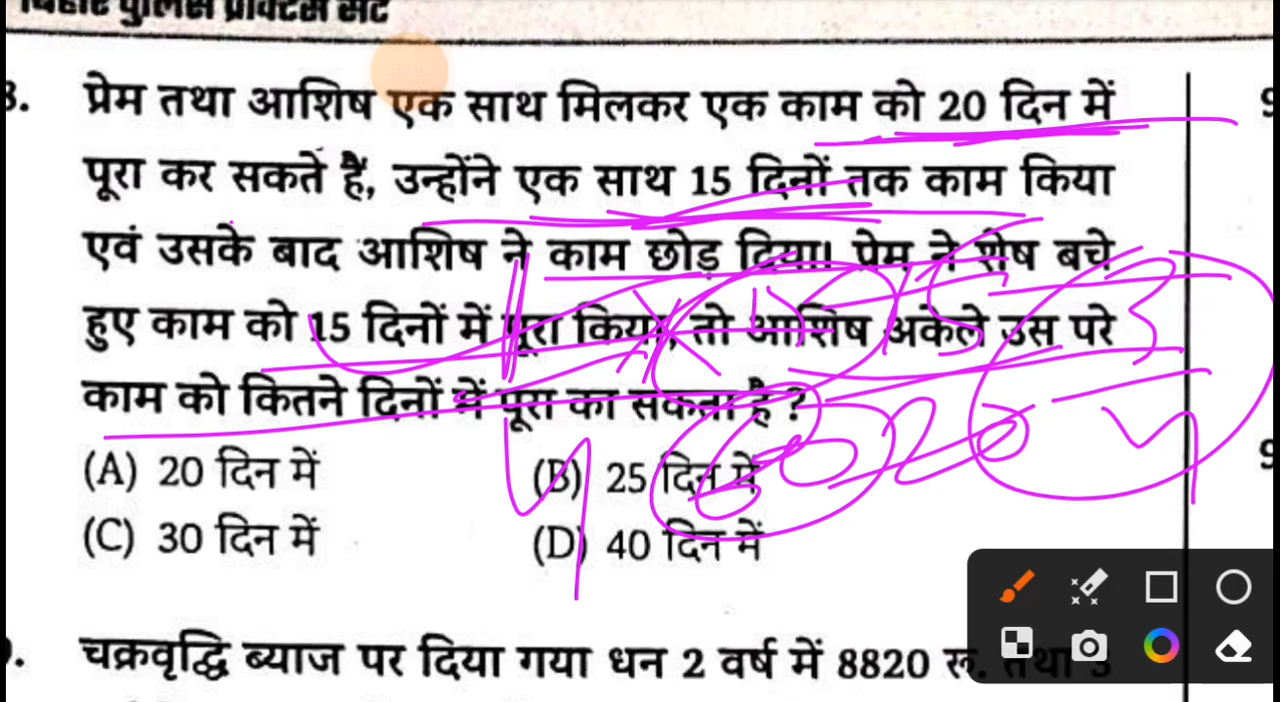 बिहार पुलिस प्रैक्टिस सेट
8. प्रेम तथा आशिष एक साथ मिलकर एक काम को 20 दिन में
पूरा कर सकते हैं, उन्होंने एक साथ 15 दिनों तक काम किया
एवं उसके बाद आशिष ने काम छोड़ दिया। प्रेम ने शेष बचे
हुए काम को 15 दिनों में पूरा किया, तो आशिष अकेले उस पूरे
काम को कितने दिनों में पूरा का सकता है ?
(A) 20 दिन में (B) 25 दिन में
(C) 30 दिन में (D) 40 दिन में
9. चक्रवृद्धि ब्याज पर दिया गया धन 2 वर्ष में 8820 रू. तथा 3